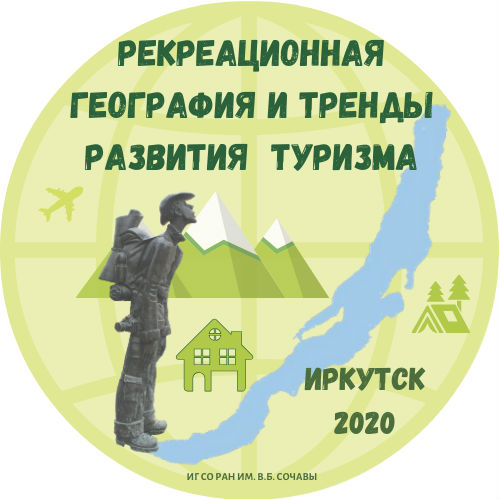 РЕКРЕАЦИОННАЯ
ГЕОГРАФИЯ И ТРЕНДЫ
РАЗВИТИЯ ТУРИЗМА
ИРКУТСК
2020
ИГ СО РАН ИМ. В.Б. СОЧАВЫ